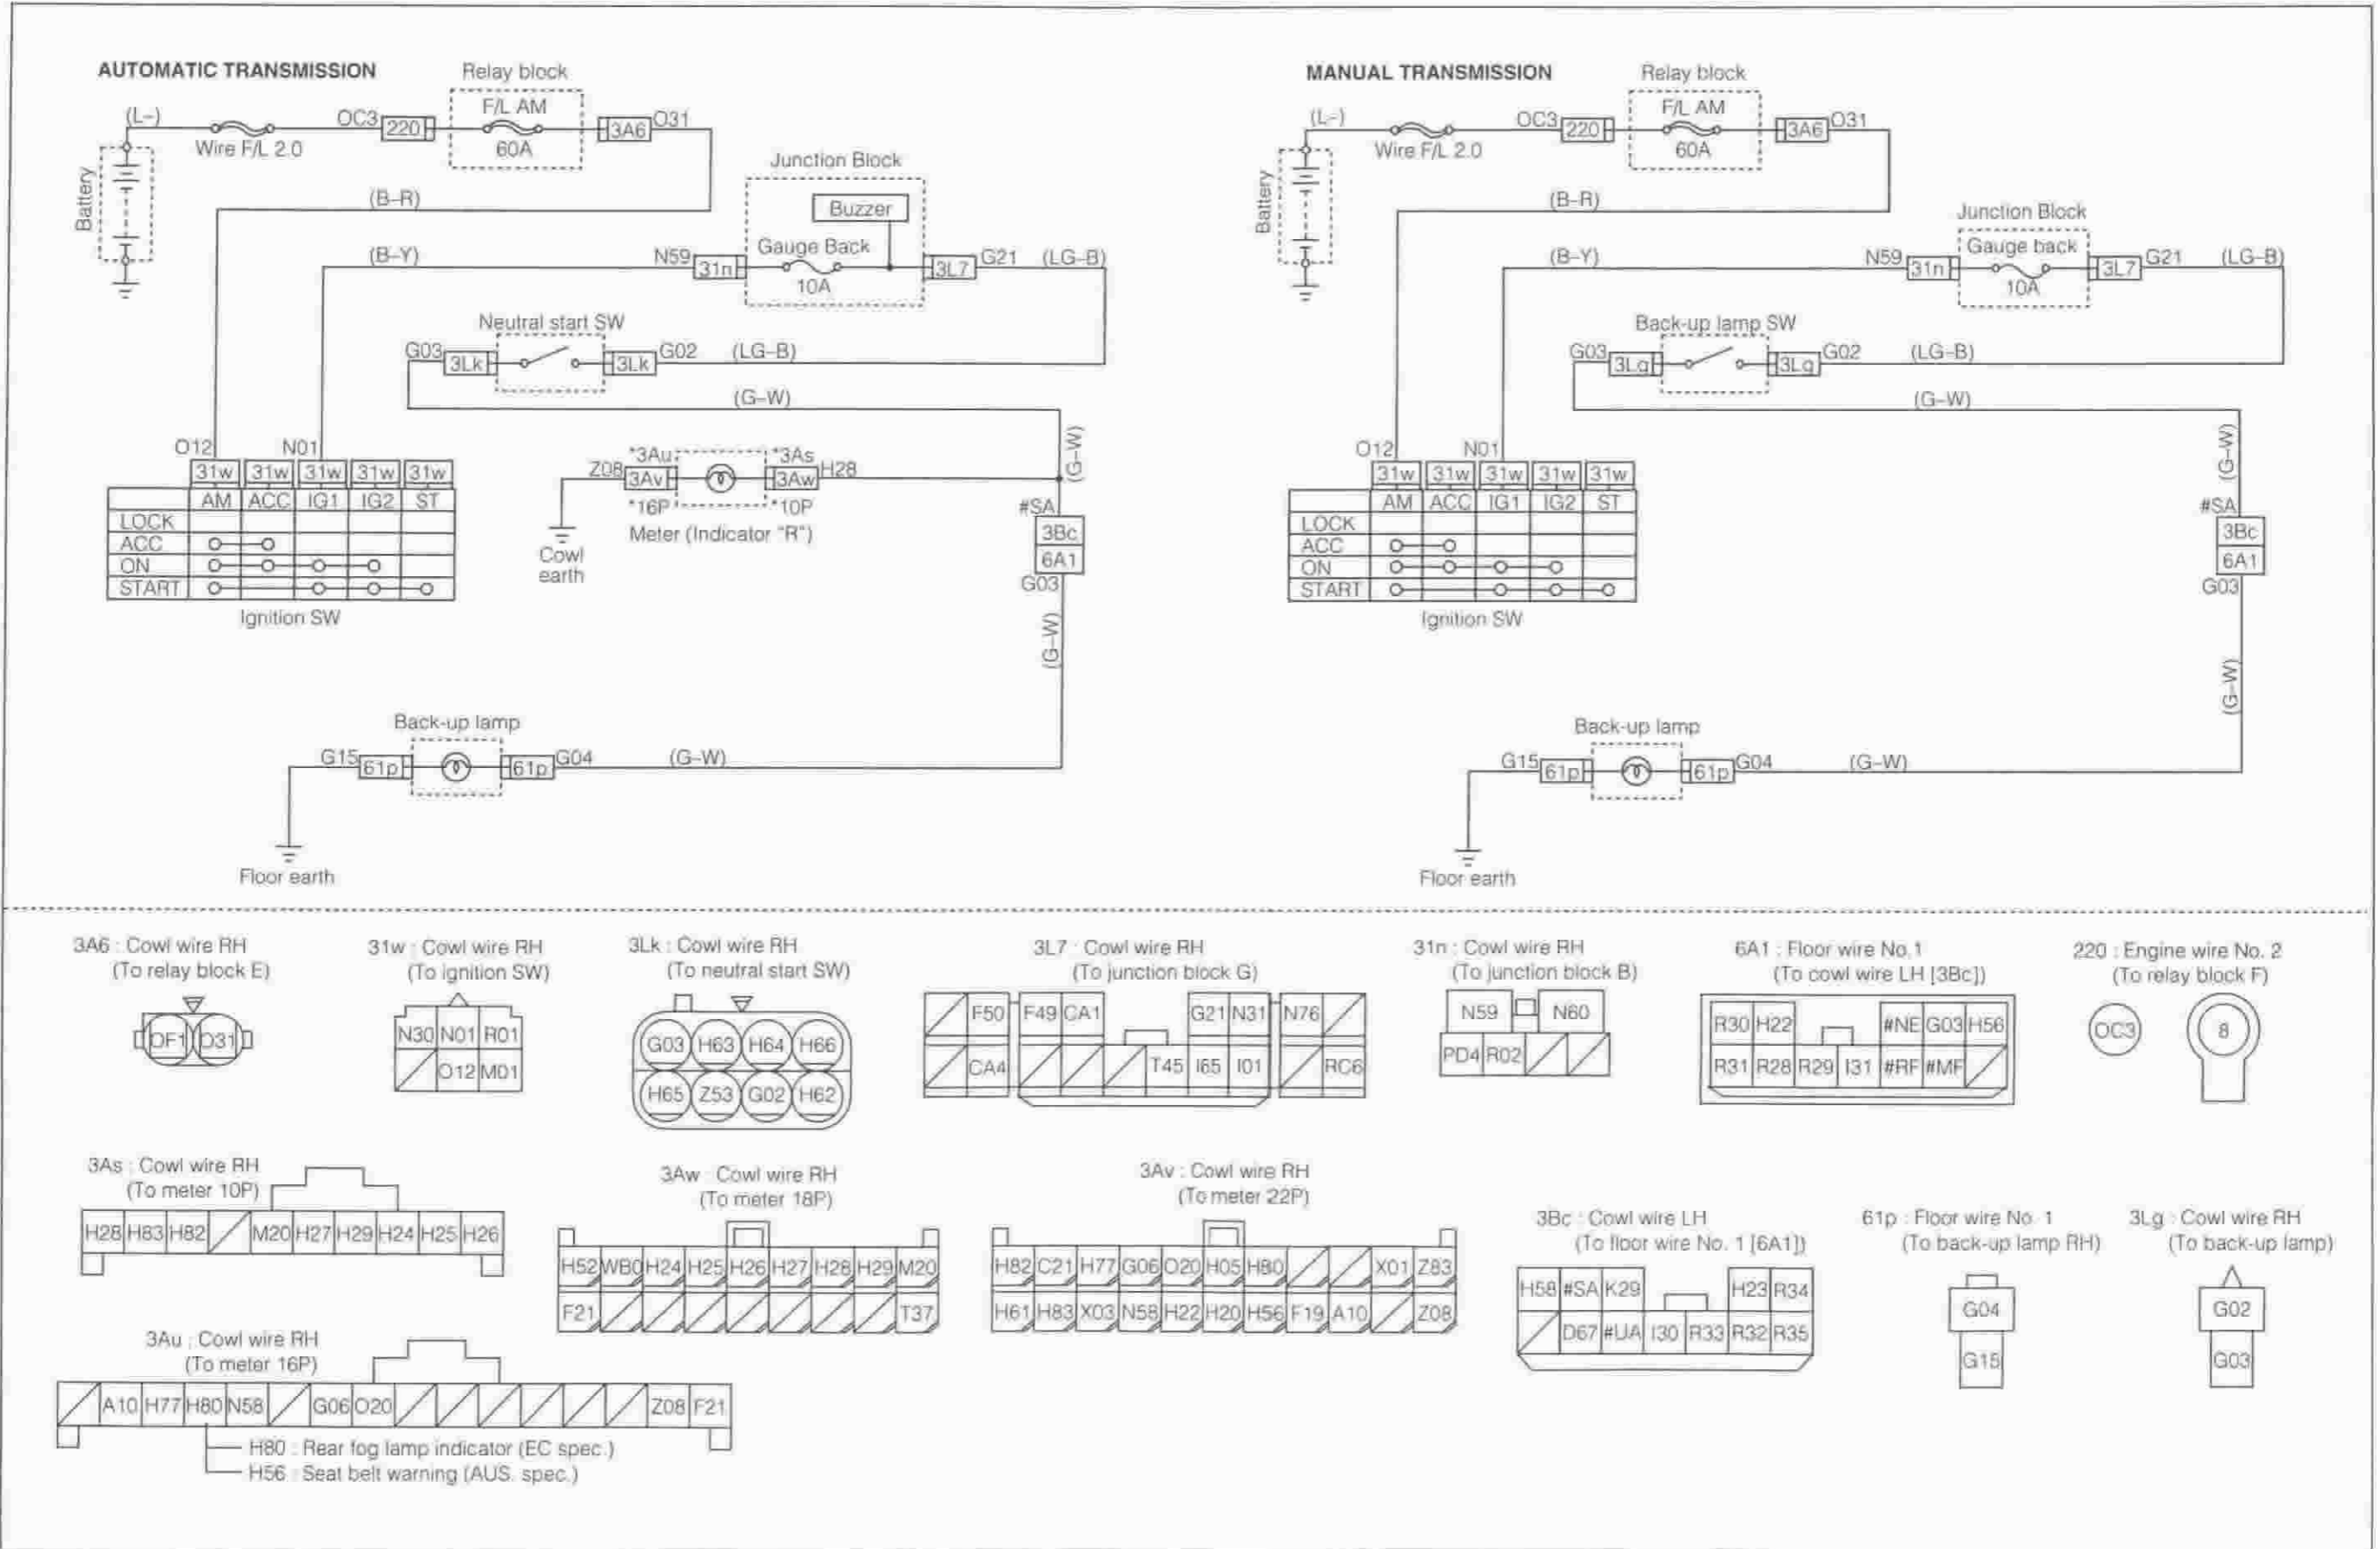 AUTOMATIC TRANSMISSION
Relay block
F/L AM
60A
(L-)
Wire F/L 2.0
OC3
220
3A6
O31
Battery
(B-R)
Junction Block
Buzzer
(B-Y)
N59
31n
Gauge Back
10A
3L7
G21
(LG-B)
Neutral start SW
G03
3Lk
3Lk
G02
(LG-B)
(G-W)
O12
N01
31w 31w 31w 31w 31w
AM ACC IG1 IG2 ST
LOCK
ACC
ON
START
Ignition SW
Z08
*3Au
3Av
*16P
*3As
3Aw
*10P
H28
Meter (Indicator "R")
Cowl
earth
(G-W)
#SA
3Bc
6A1
G03
(G-W)
Back-up lamp
G15
61p
61p
G04
(G-W)
Floor earth
MANUAL TRANSMISSION
Relay block
F/L AM
60A
(L-)
Wire F/L 2.0
OC3
220
3A6
O31
Battery
(B-R)
Junction Block
(B-Y)
N59
31n
Gauge back
10A
3L7
G21
(LG-B)
Back-up lamp SW
G03
3Lg
3Lg
G02
(LG-B)
(G-W)
O12
N01
31w 31w 31w 31w 31w
AM ACC IG1 IG2 ST
LOCK
ACC
ON
START
Ignition SW
(G-W)
#SA
3Bc
6A1
G03
(G-W)
Back-up lamp
G15
61p
61p
G04
(G-W)
Floor earth
3A6 : Cowl wire RH
(To relay block E)
OF1 O31
31w : Cowl wire RH
(To ignition SW)
N30 N01 R01
O12 M01
3Lk : Cowl wire RH
(To neutral start SW)
G03 H63 H64 H66
H65 Z53 G02 H62
3L7 : Cowl wire RH
(To junction block G)
F50 F49 CA1 G21 N31 N76
CA4 T45 I65 I01 RC6
31n : Cowl wire RH
(To junction block B)
N59 N60
PD4 R02
6A1 : Floor wire No.1
(To cowl wire LH [3Bc])
R30 H22 #NE G03 H56
R31 R28 R29 I31 #RF #MF
220 : Engine wire No. 2
(To relay block F)
OC3 8
3As : Cowl wire RH
(To meter 10P)
H28 H83 H82 M20 H27 H29 H24 H25 H26
3Aw : Cowl wire RH
(To meter 18P)
H52 WB0 H24 H25 H26 H27 H28 H29 M20
F21 T37
3Av : Cowl wire RH
(To meter 22P)
H82 C21 H77 G06 O20 H05 H80 X01 Z83
H61 H83 X03 N58 H22 H20 H56 F19 A10 Z08
3Bc : Cowl wire LH
(To floor wire No. 1 [6A1])
H58 #SA K29 H23 R34
D67 #UA I30 R33 R32 R35
61p : Floor wire No. 1
(To back-up lamp RH)
G04
G15
3Lg : Cowl wire RH
(To back-up lamp)
G02
G03
3Au : Cowl wire RH
(To meter 16P)
A10 H77 H80 N58 G06 O20 Z08 F21
H80 : Rear fog lamp indicator (EC spec.)
H56 : Seat belt warning (AUS. spec.)